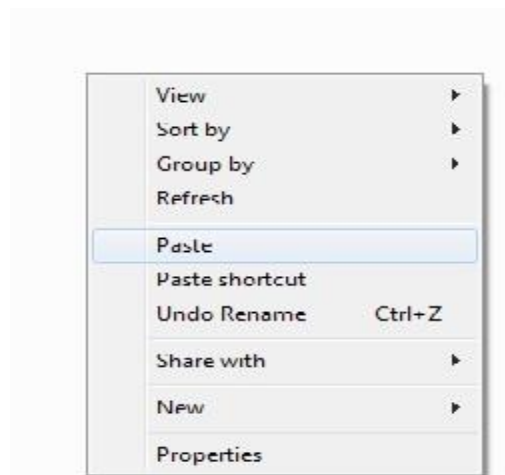 View
Sort by
Group by
Refresh
Paste
Paste shortcut
Undo Rename Ctrl+Z
Share with
New
Properties